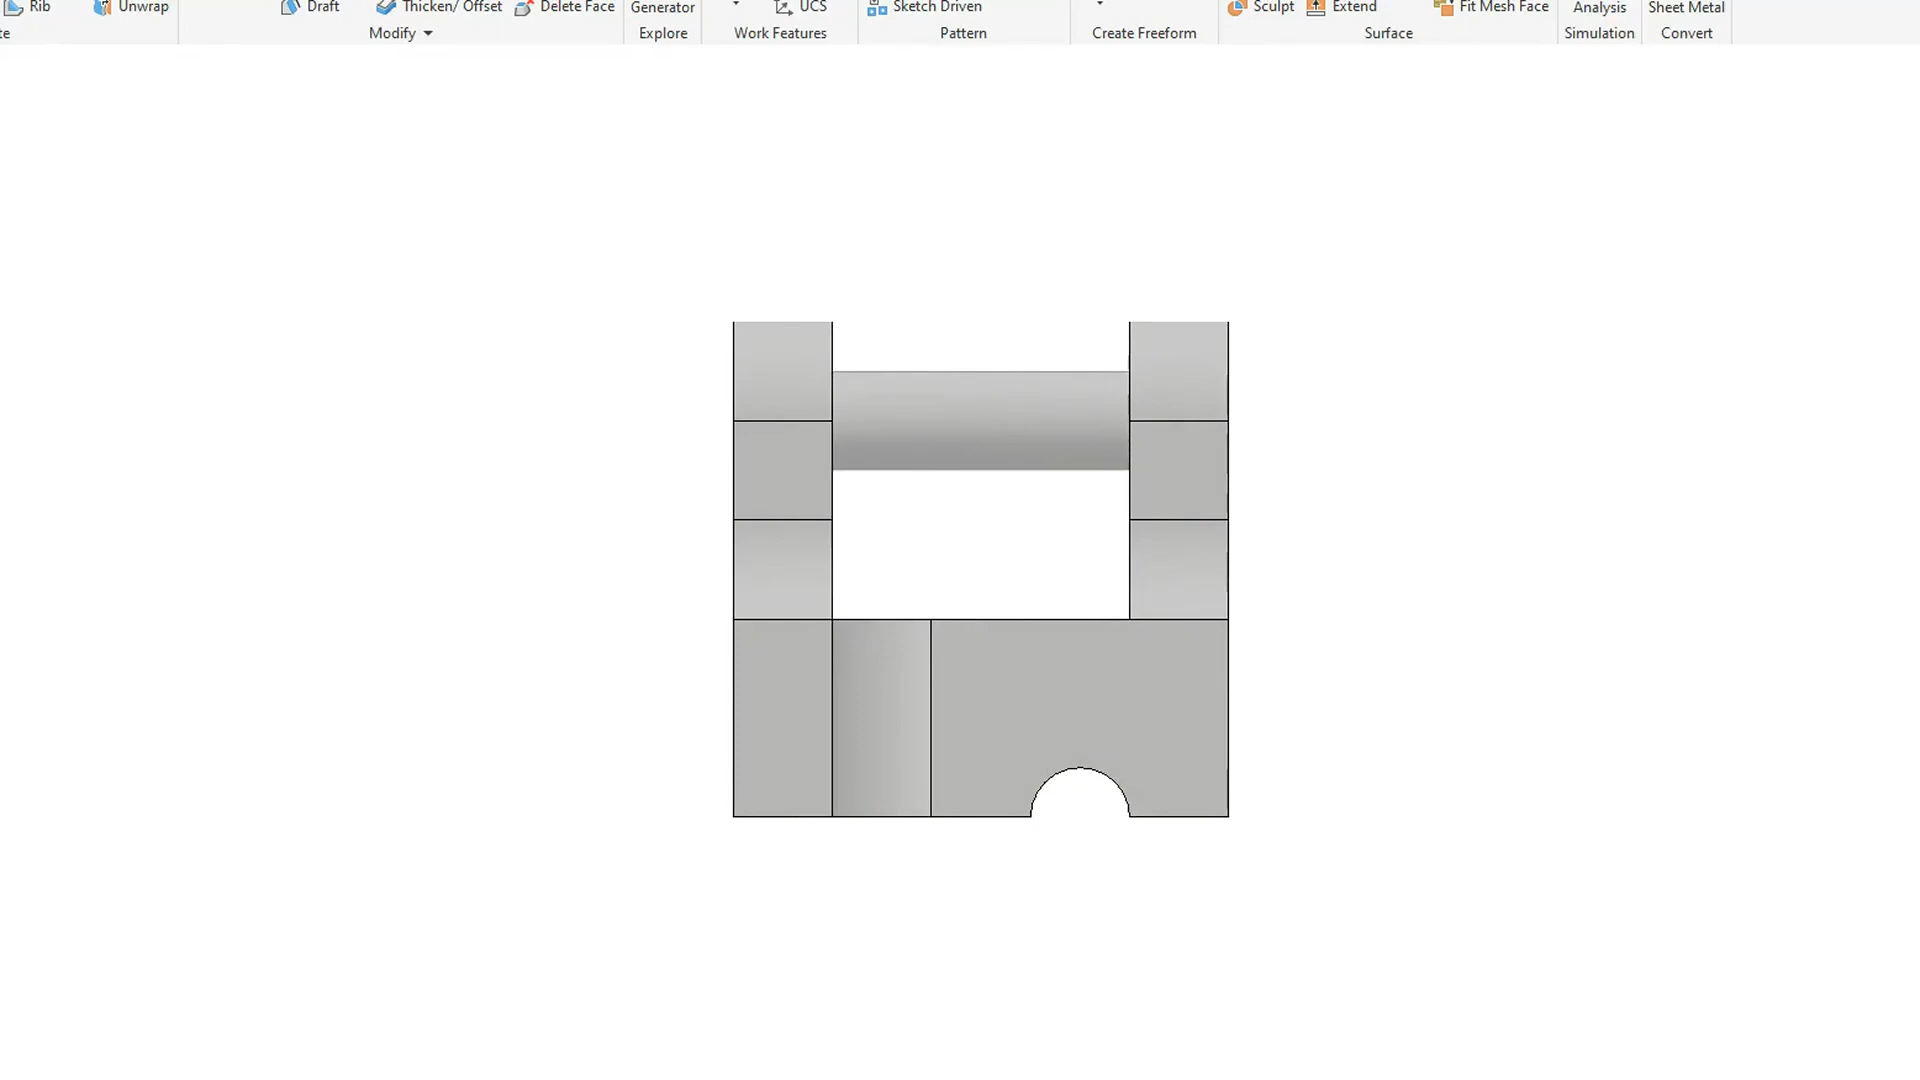 Rib Unwrap Draft Thicken/ Offset Delete Face Generator UCS Sketch Driven Sculpt Extend Fit Mesh Face Analysis Sheet Metal
te Modify Explore Work Features Pattern Create Freeform Surface Simulation Convert